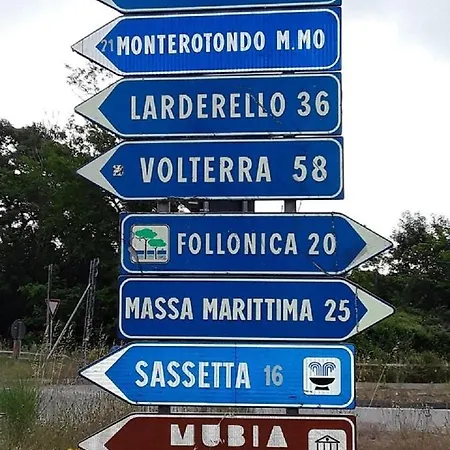 21 MONTEROTONDO M.MO
LARDERELLO 36
VOLTERRA 58
FOLLONICA 20
MASSA MARITTIMA 25
SASSETTA 16
MUBIA